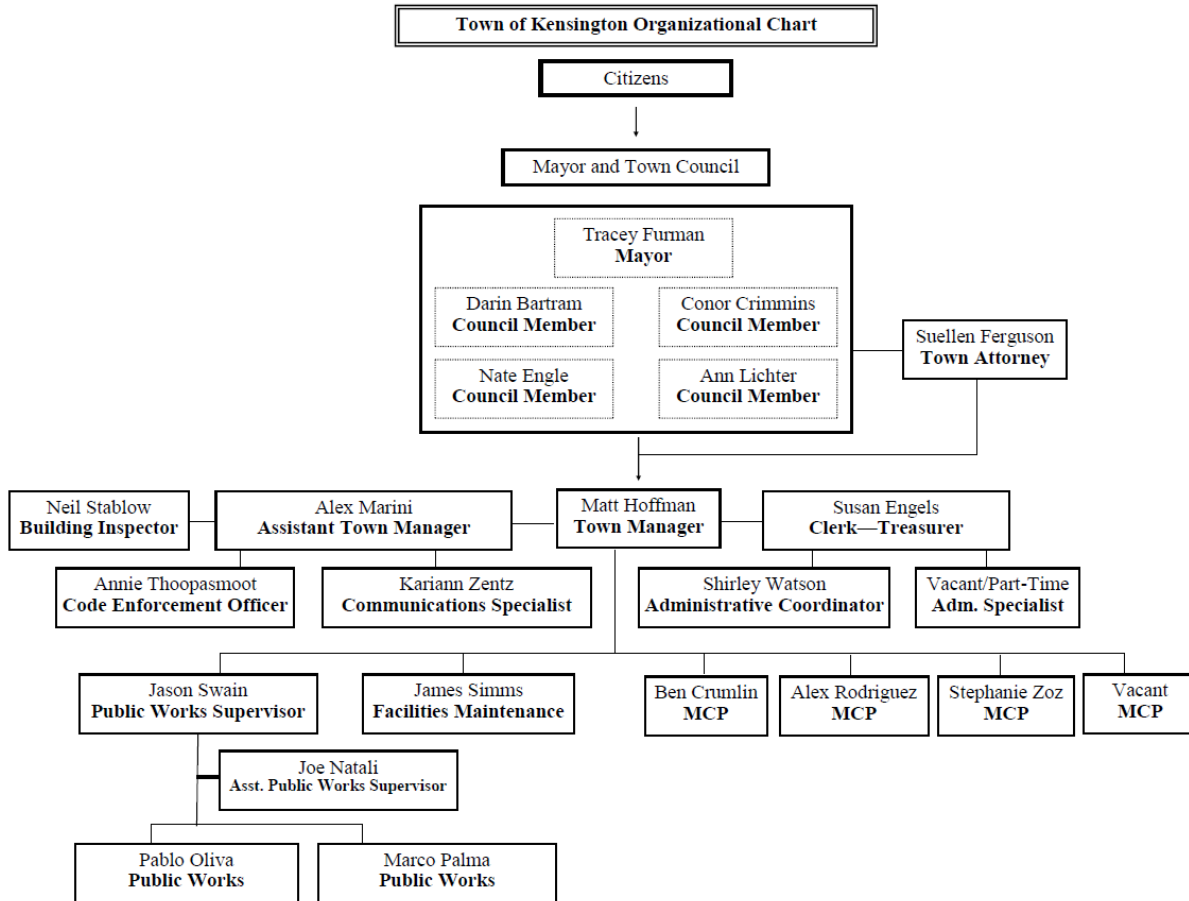 Town of Kensington Organizational Chart
Citizens
Mayor and Town Council
Tracey Furman
Mayor
Darin Bartram
Council Member
Conor Crimmins
Council Member
Nate Engle
Council Member
Ann Lichter
Council Member
Suellen Ferguson
Town Attorney
Neil Stablow
Building Inspector
Alex Marini
Assistant Town Manager
Matt Hoffman
Town Manager
Susan Engels
Clerk—Treasurer
Annie Thoopasmoot
Code Enforcement Officer
Kariann Zentz
Communications Specialist
Shirley Watson
Administrative Coordinator
Vacant/Part-Time
Adm. Specialist
Jason Swain
Public Works Supervisor
James Simms
Facilities Maintenance
Ben Crumlin
MCP
Alex Rodriguez
MCP
Stephanie Zoz
MCP
Vacant
MCP
Joe Natali
Asst. Public Works Supervisor
Pablo Oliva
Public Works
Marco Palma
Public Works